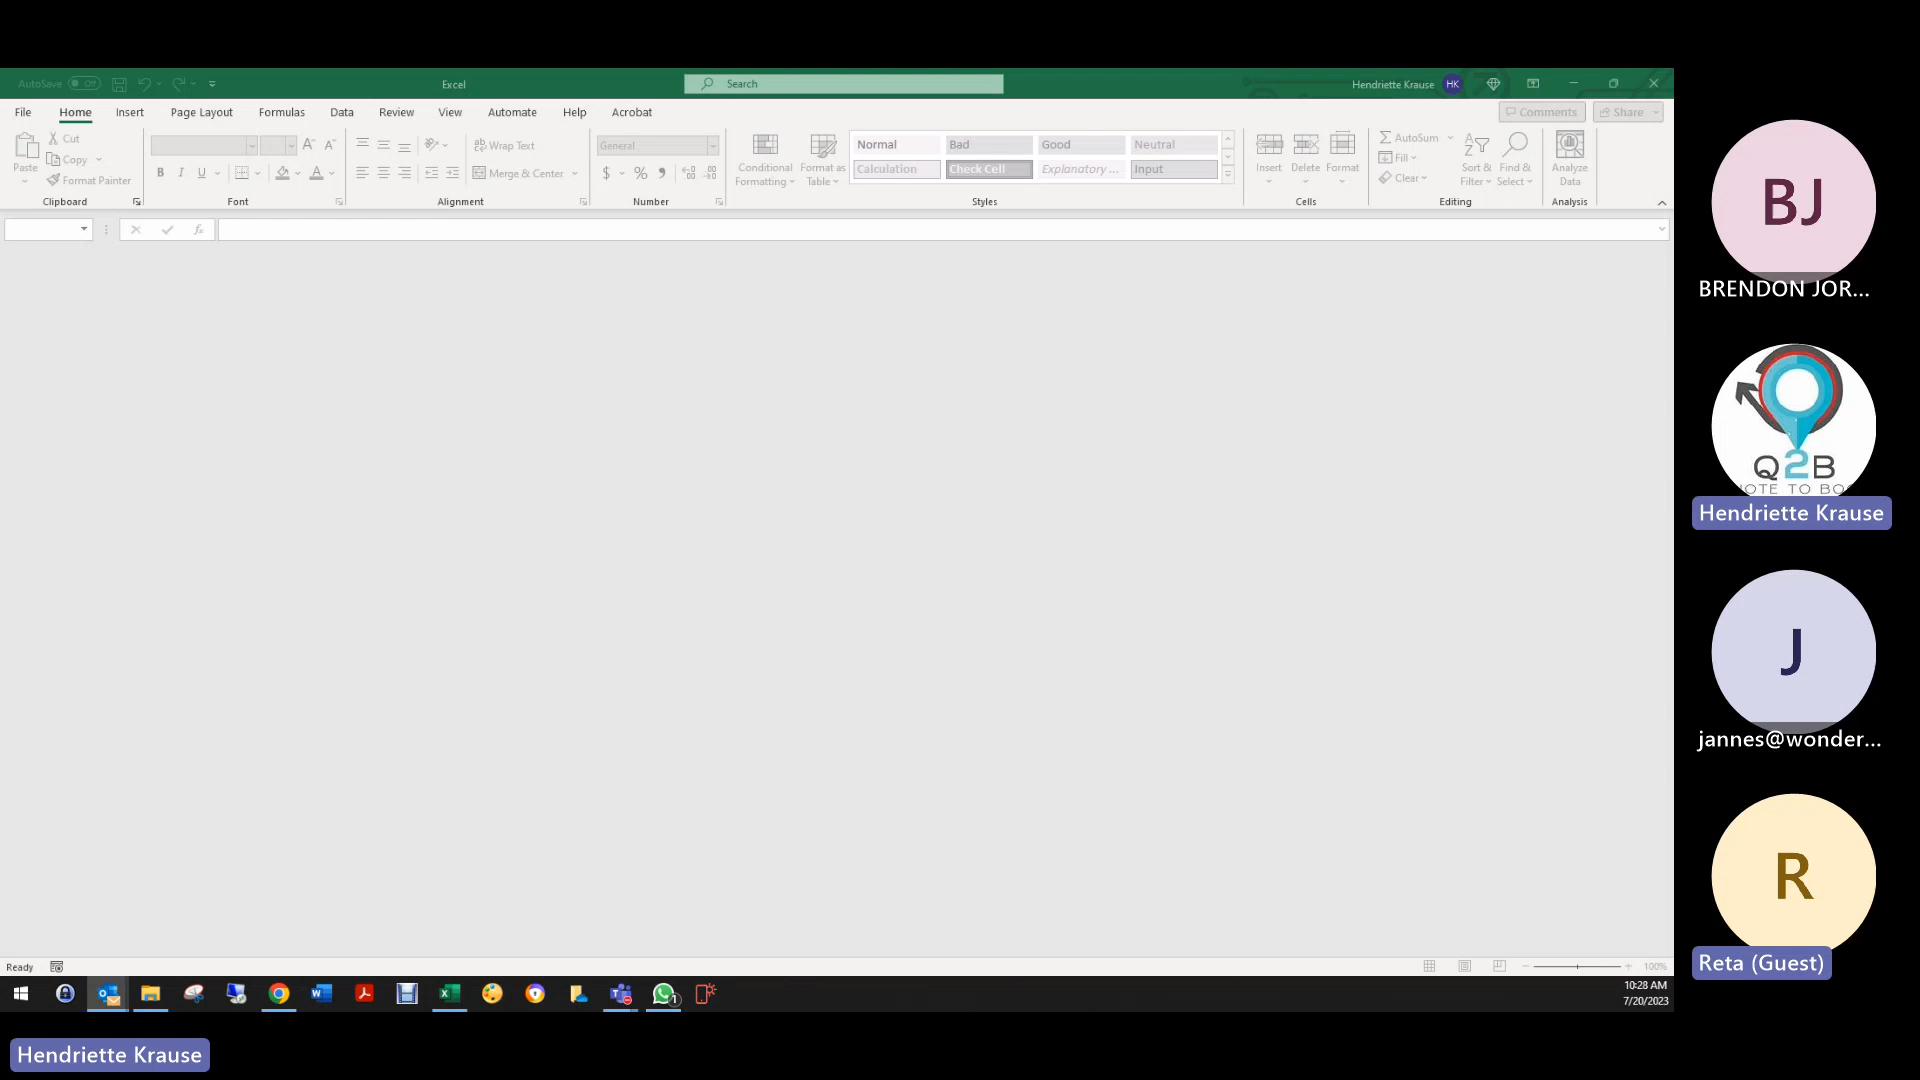 AutoSave Off
Excel
Search
Hendriette Krause HK
File Home Insert Page Layout Formulas Data Review View Automate Help Acrobat
Comments Share
Paste
Cut
Copy
Format Painter
Clipboard
B I U
Font
Wrap Text
Merge & Center
Alignment
General
$ % ,
Number
Conditional Formatting
Format as Table
Normal Bad Good Neutral
Calculation Check Cell Explanatory ... Input
Styles
Insert Delete Format
Cells
AutoSum
Fill
Clear
Sort & Filter
Find & Select
Editing
Analyze Data
Analysis
fx
Ready
100%
10:28 AM
7/20/2023
BJ
BRENDON JOR...
Q2B
OTE TO BO
Hendriette Krause
J
jannes@wonder...
R
Reta (Guest)
Hendriette Krause